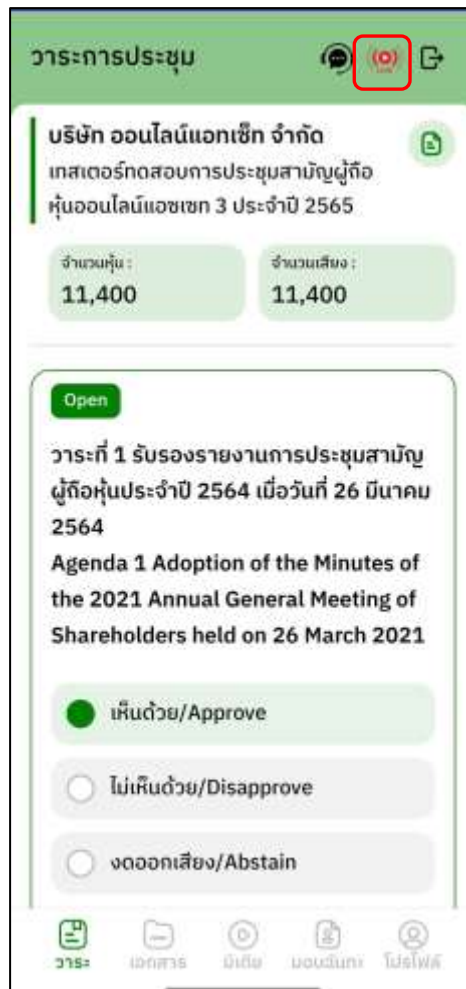 วาระการประชุม
บริษัท ออนไลน์แอทเซ็ท จำกัด
เทสเตอร์ทดสอบการประชุมสามัญผู้ถือ
หุ้นออนไลน์แอซเซท 3 ประจำปี 2565
จำนวนหุ้น :
จำนวนเสียง :
11,400
11,400
Open
วาระที่ 1 รับรองรายงานการประชุมสามัญ
ผู้ถือหุ้นประจำปี 2564 เมื่อวันที่ 26 มีนาคม
2564
Agenda 1 Adoption of the Minutes of
the 2021 Annual General Meeting of
Shareholders held on 26 March 2021
เห็นด้วย/Approve
ไม่เห็นด้วย/Disapprove
งดออกเสียง/Abstain
วาระ เอกสาร มีเดีย มอบฉันทะ โปรไฟล์